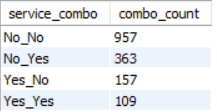 service_combo combo_count
No_No 957
No_Yes 363
Yes_No 157
Yes_Yes 109